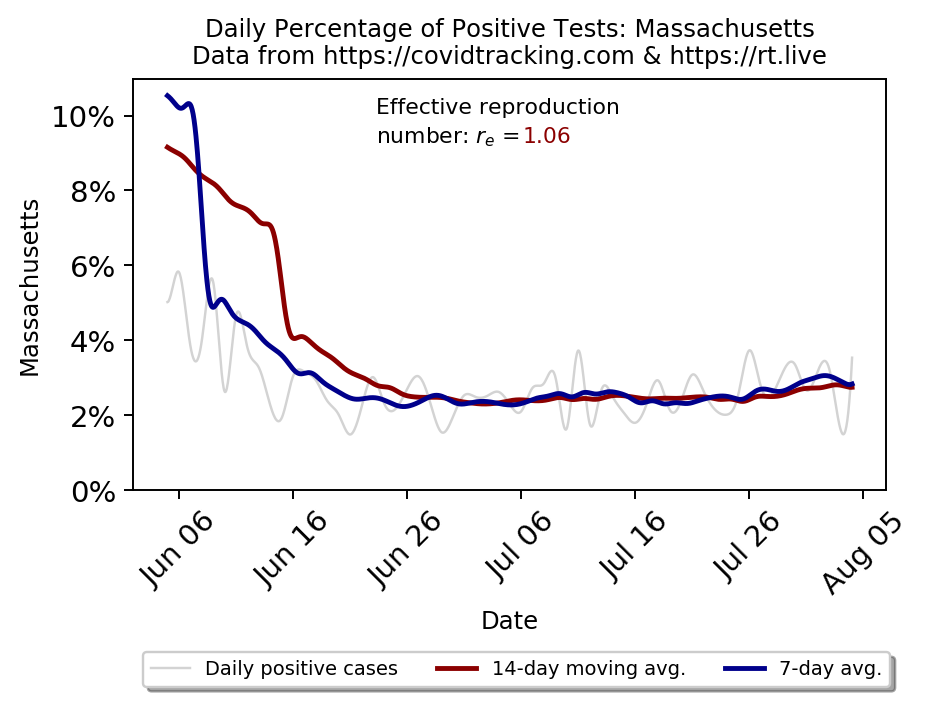 Daily Percentage of Positive Tests: Massachusetts
Data from https://covidtracking.com & https://rt.live
Effective reproduction
number: rₑ =1.06
Massachusetts
10%
8%
6%
4%
2%
0%
Jun 06
Jun 16
Jun 26
Jul 06
Jul 16
Jul 26
Aug 05
Date
Daily positive cases
14-day moving avg.
7-day avg.